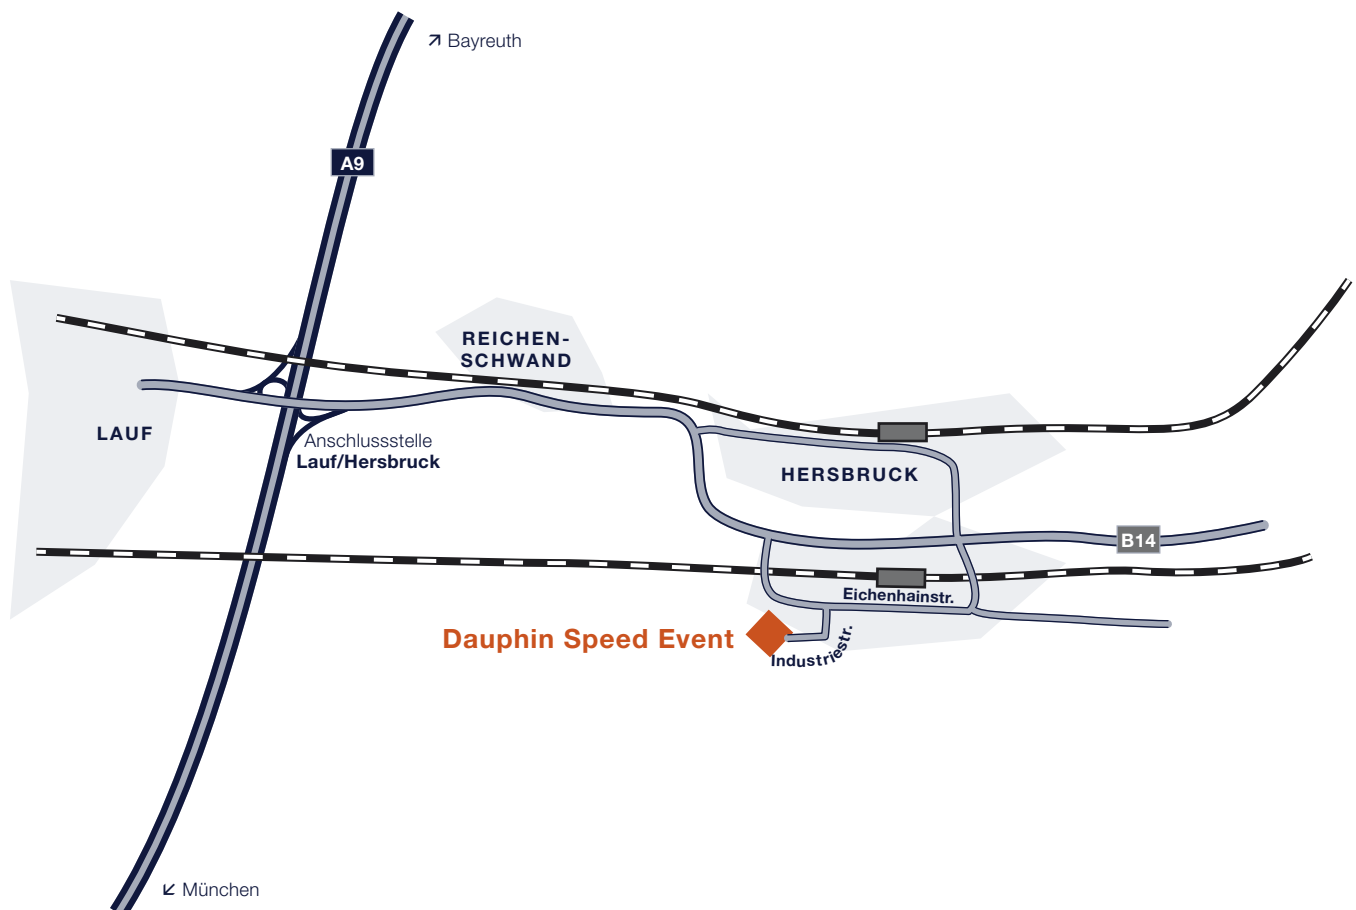 ↗ Bayreuth
A9
REICHEN-
SCHWAND
LAUF
Anschlussstelle
Lauf/Hersbruck
HERSBRUCK
B14
Eichenhainstr.
Dauphin Speed Event
Industriestr.
↙ München